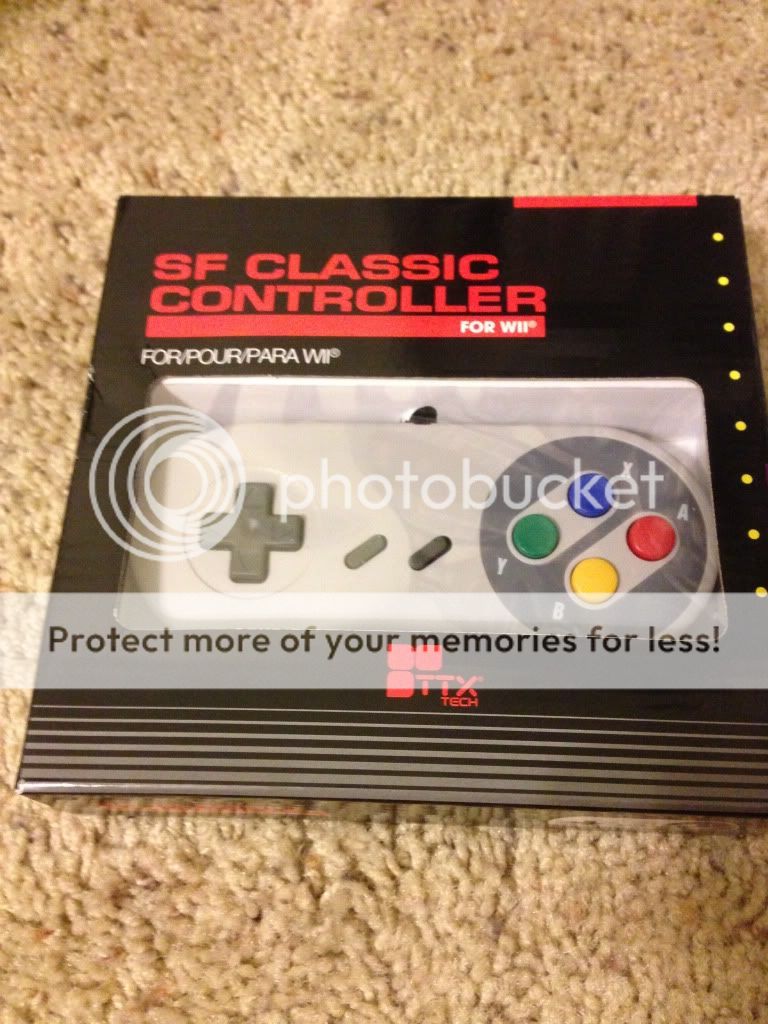 SF CLASSIC
CONTROLLER
FOR WII®
FOR/POUR/PARA WII®
photobucket
X
A
Y
B
Protect more of your memories for less!
TTX®
TECH